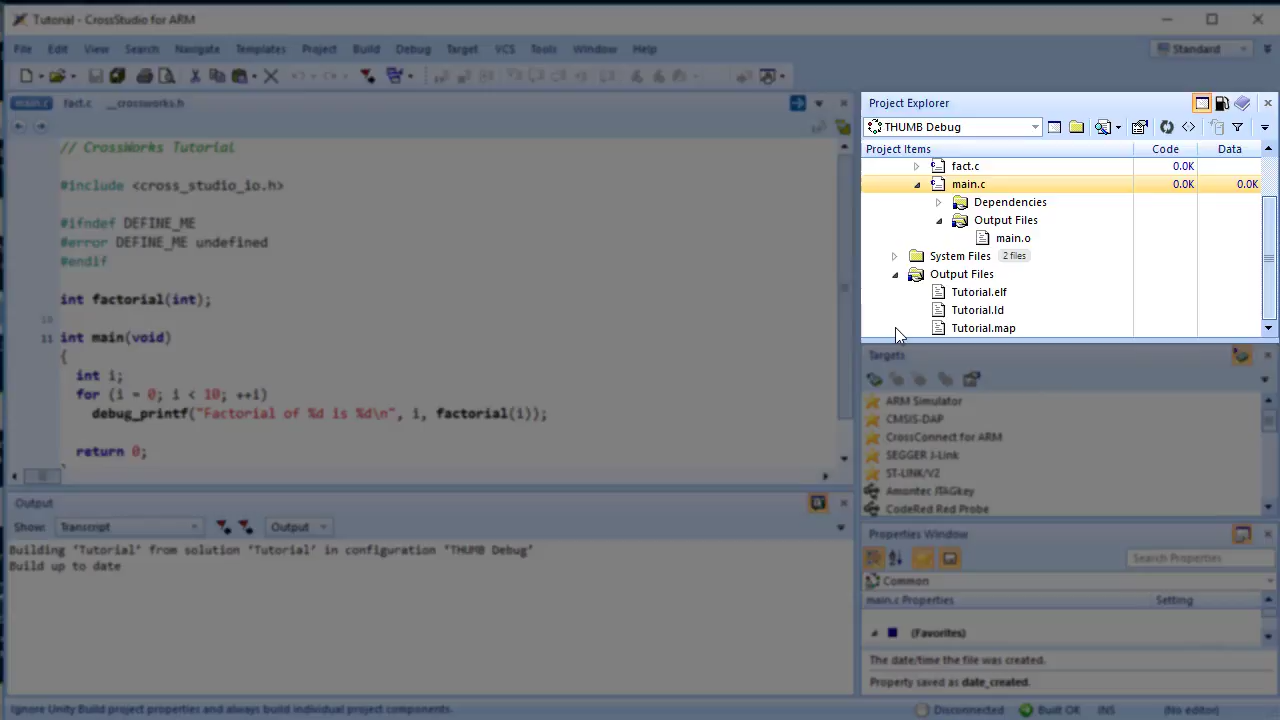 Tutorial - CrossStudio for ARM
File Edit View Search Navigate Templates Project Build Debug Target VCS Tools Window Help
Standard
main.c fact.c __crossworks.h
// CrossWorks Tutorial
#include <cross_studio_io.h>
#ifndef DEFINE_ME
#error DEFINE_ME undefined
#endif
int factorial(int);
10
11 int main(void)
{
int i;
for (i = 0; i < 10; ++i)
debug_printf("Factorial of %d is %d\n", i, factorial(i));
return 0;
Output
Show: Transcript Output
Building 'Tutorial' from solution 'Tutorial' in configuration 'THUMB Debug'
Build up to date
Project Explorer
THUMB Debug
Project Items Code Data
fact.c 0.0K
main.c 0.0K 0.0K
Dependencies
Output Files
main.o
System Files 2 files
Output Files
Tutorial.elf
Tutorial.ld
Tutorial.map
Targets
ARM Simulator
CMSIS-DAP
CrossConnect for ARM
SEGGER J-Link
ST-LINK/V2
Amontec JTAGkey
CodeRed Red Probe
Properties Window
Search Properties
Common
main.c Properties Setting
(Favorites)
The date/time the file was created.
Property saved as date_created.
Ignore Unity Build project properties and always build individual project components.
Disconnected Built OK INS (No editor)